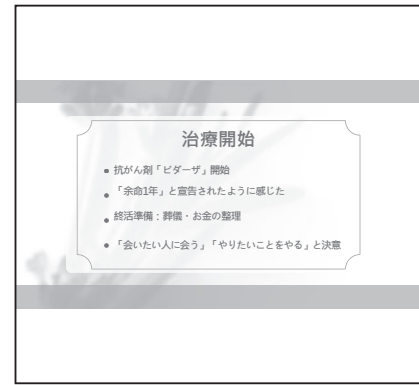 治療開始
● 抗がん剤「ビダーザ」開始
● 「余命1年」と宣告されたように感じた
● 終活準備：葬儀・お金の整理
● 「会いたい人に会う」「やりたいことをやる」と決意